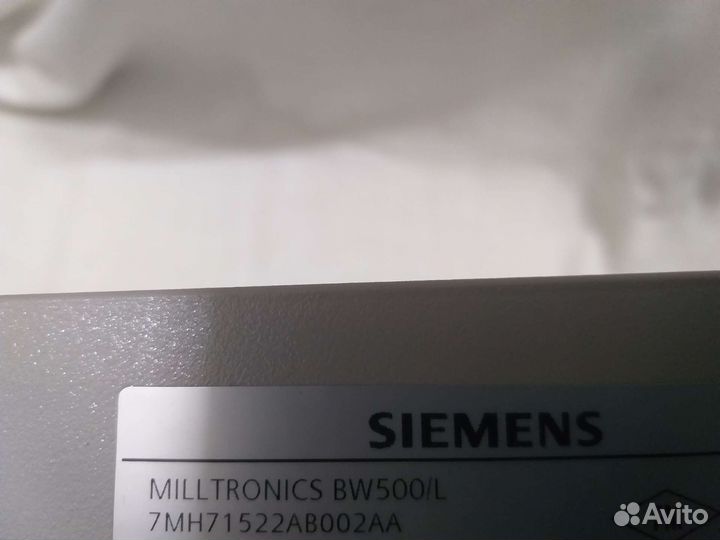 SIEMENS
MILLTRONICS BW500/L
7MH71522AB002AA
Avito